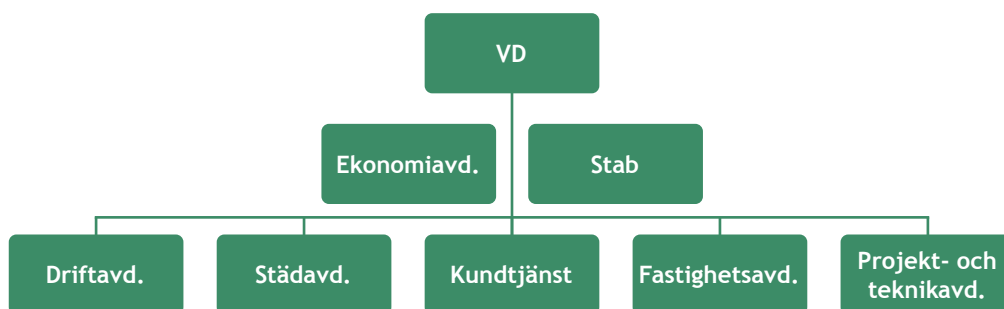 VD
Ekonomiavd.
Stab
Driftavd.
Städavd.
Kundtjänst
Fastighetsavd.
Projekt- och
teknikavd.